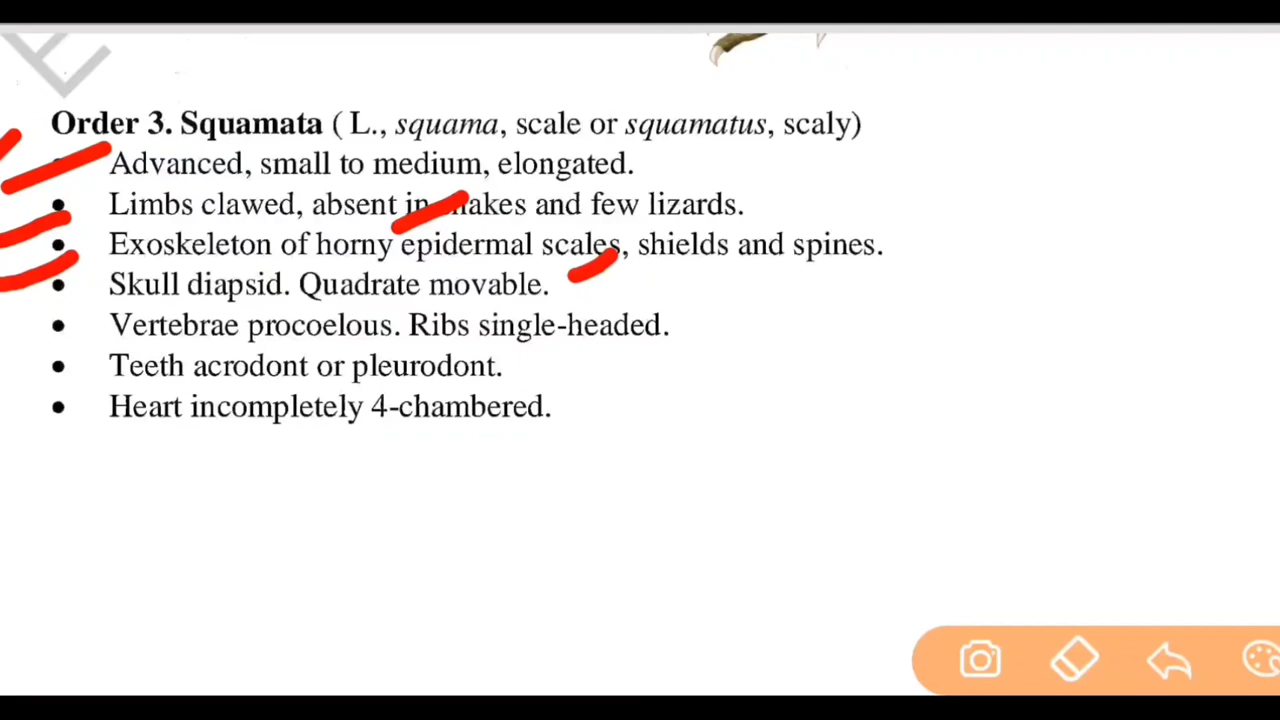 Order 3. Squamata ( L., squama, scale or squamatus, scaly)
Advanced, small to medium, elongated.
• Limbs clawed, absent in snakes and few lizards.
• Exoskeleton of horny epidermal scales, shields and spines.
• Skull diapsid. Quadrate movable.
• Vertebrae procoelous. Ribs single-headed.
• Teeth acrodont or pleurodont.
• Heart incompletely 4-chambered.